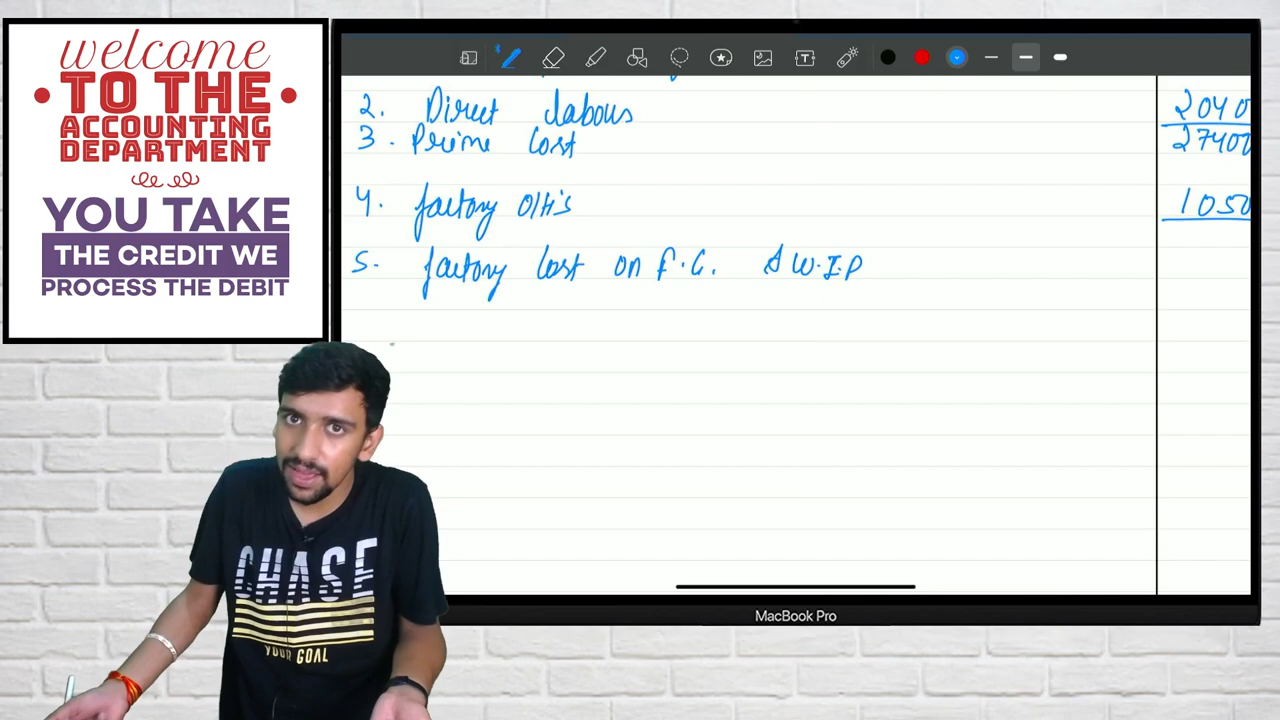 welcome
TO THE
ACCOUNTING
DEPARTMENT
YOU TAKE
THE CREDIT WE
PROCESS THE DEBIT
2. Direct labour 2040
3. Prime Cost 27400
4. factory O/H's 1050
5. factory Cost on F.G. & W.I.P
MacBook Pro
CHASE
YOUR GOAL